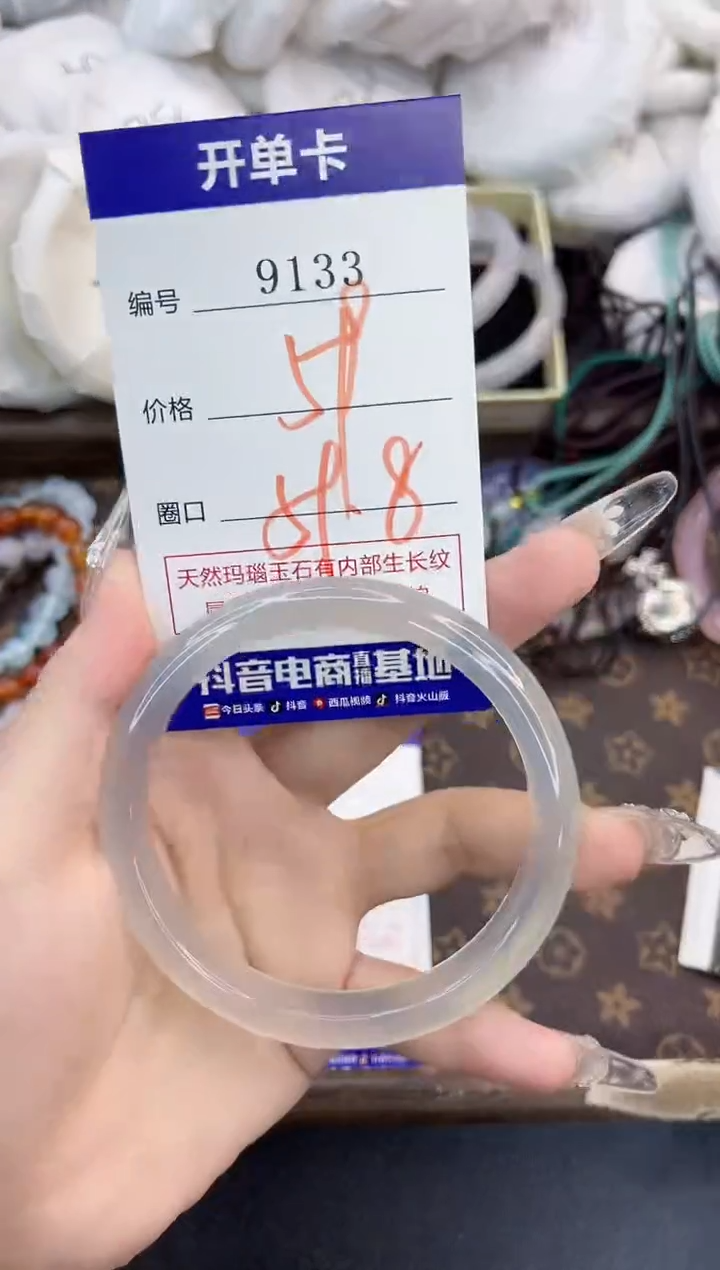 开单卡
编号 9133
价格 59
圈口 58
天然玛瑙玉石有内部生长纹
抖音电商直播基地
今日头条 抖音 西瓜视频 抖音火山版